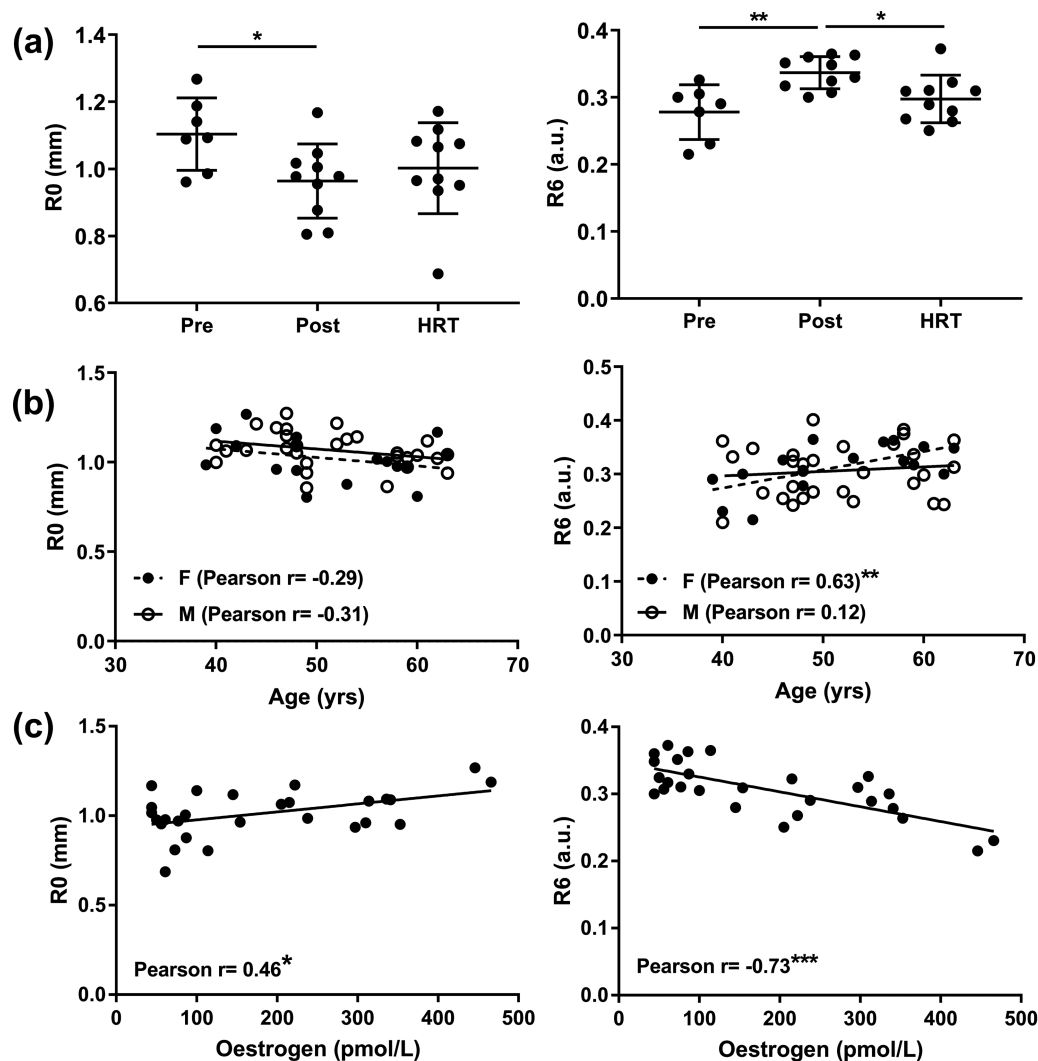 (a)
*
** *
R0 (mm)
1.4
1.2
1.0
0.8
0.6
Pre Post HRT
R6 (a.u.)
0.4
0.3
0.2
0.1
0.0
Pre Post HRT
(b)
R0 (mm)
1.5
1.0
0.5
0.0
F (Pearson r= -0.29)
M (Pearson r= -0.31)
30 40 50 60 70
Age (yrs)
R6 (a.u.)
0.5
0.4
0.3
0.2
0.1
0.0
F (Pearson r= 0.63)**
M (Pearson r= 0.12)
30 40 50 60 70
Age (yrs)
(c)
R0 (mm)
1.5
1.0
0.5
0.0
Pearson r= 0.46*
0 100 200 300 400 500
Oestrogen (pmol/L)
R6 (a.u.)
0.4
0.3
0.2
0.1
0.0
Pearson r= -0.73***
0 100 200 300 400 500
Oestrogen (pmol/L)